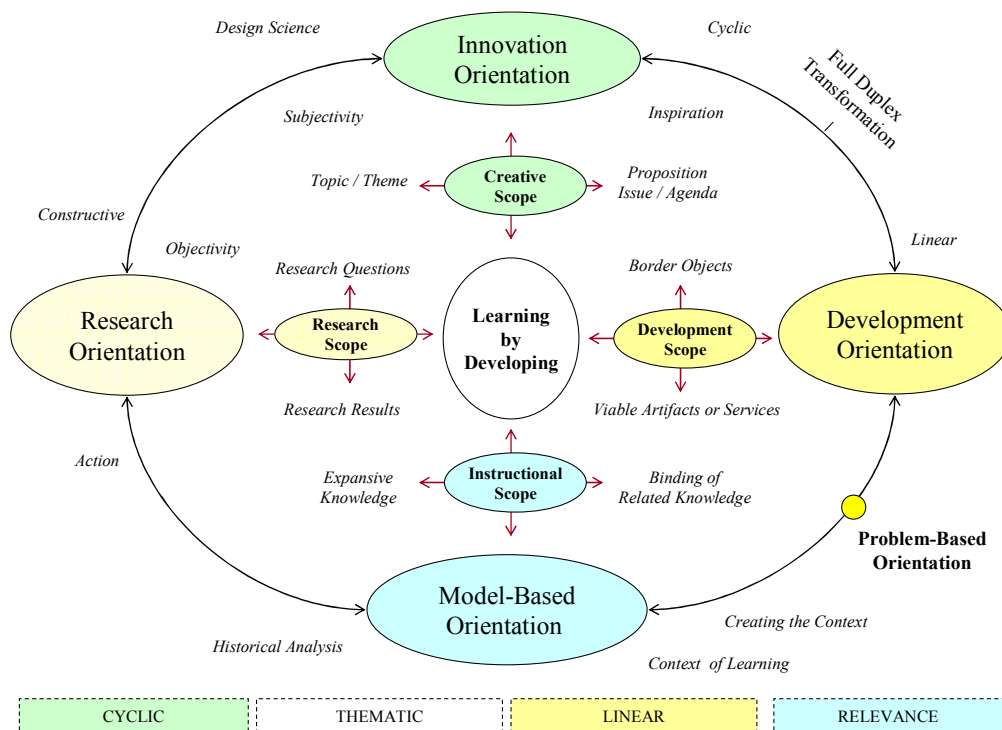 Design Science
Innovation
Orientation
Cyclic
Full Duplex
Transformation
Subjectivity
Inspiration
Topic / Theme
Creative
Scope
Proposition
Issue / Agenda
Constructive
Objectivity
Linear
Research Questions
Border Objects
Research
Orientation
Research
Scope
Learning
by
Developing
Development
Scope
Development
Orientation
Research Results
Viable Artifacts or Services
Action
Expansive
Knowledge
Instructional
Scope
Binding of
Related Knowledge
Problem-Based
Orientation
Model-Based
Orientation
Creating the Context
Historical Analysis
Context of Learning
CYCLIC
THEMATIC
LINEAR
RELEVANCE